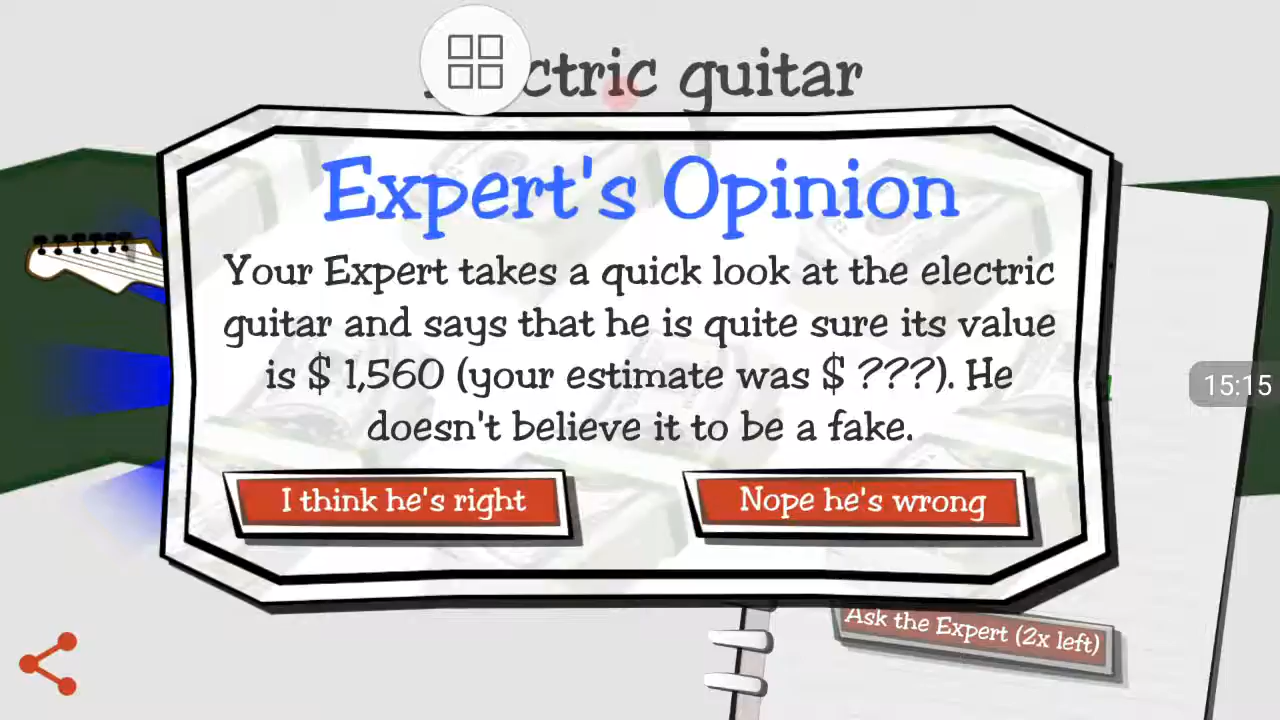 ctric guitar
Expert's Opinion
Your Expert takes a quick look at the electric
guitar and says that he is quite sure its value
is $ 1,560 (your estimate was $ ???). He
doesn't believe it to be a fake.
I think he's right
Nope he's wrong
15:15
Ask the Expert (2x left)